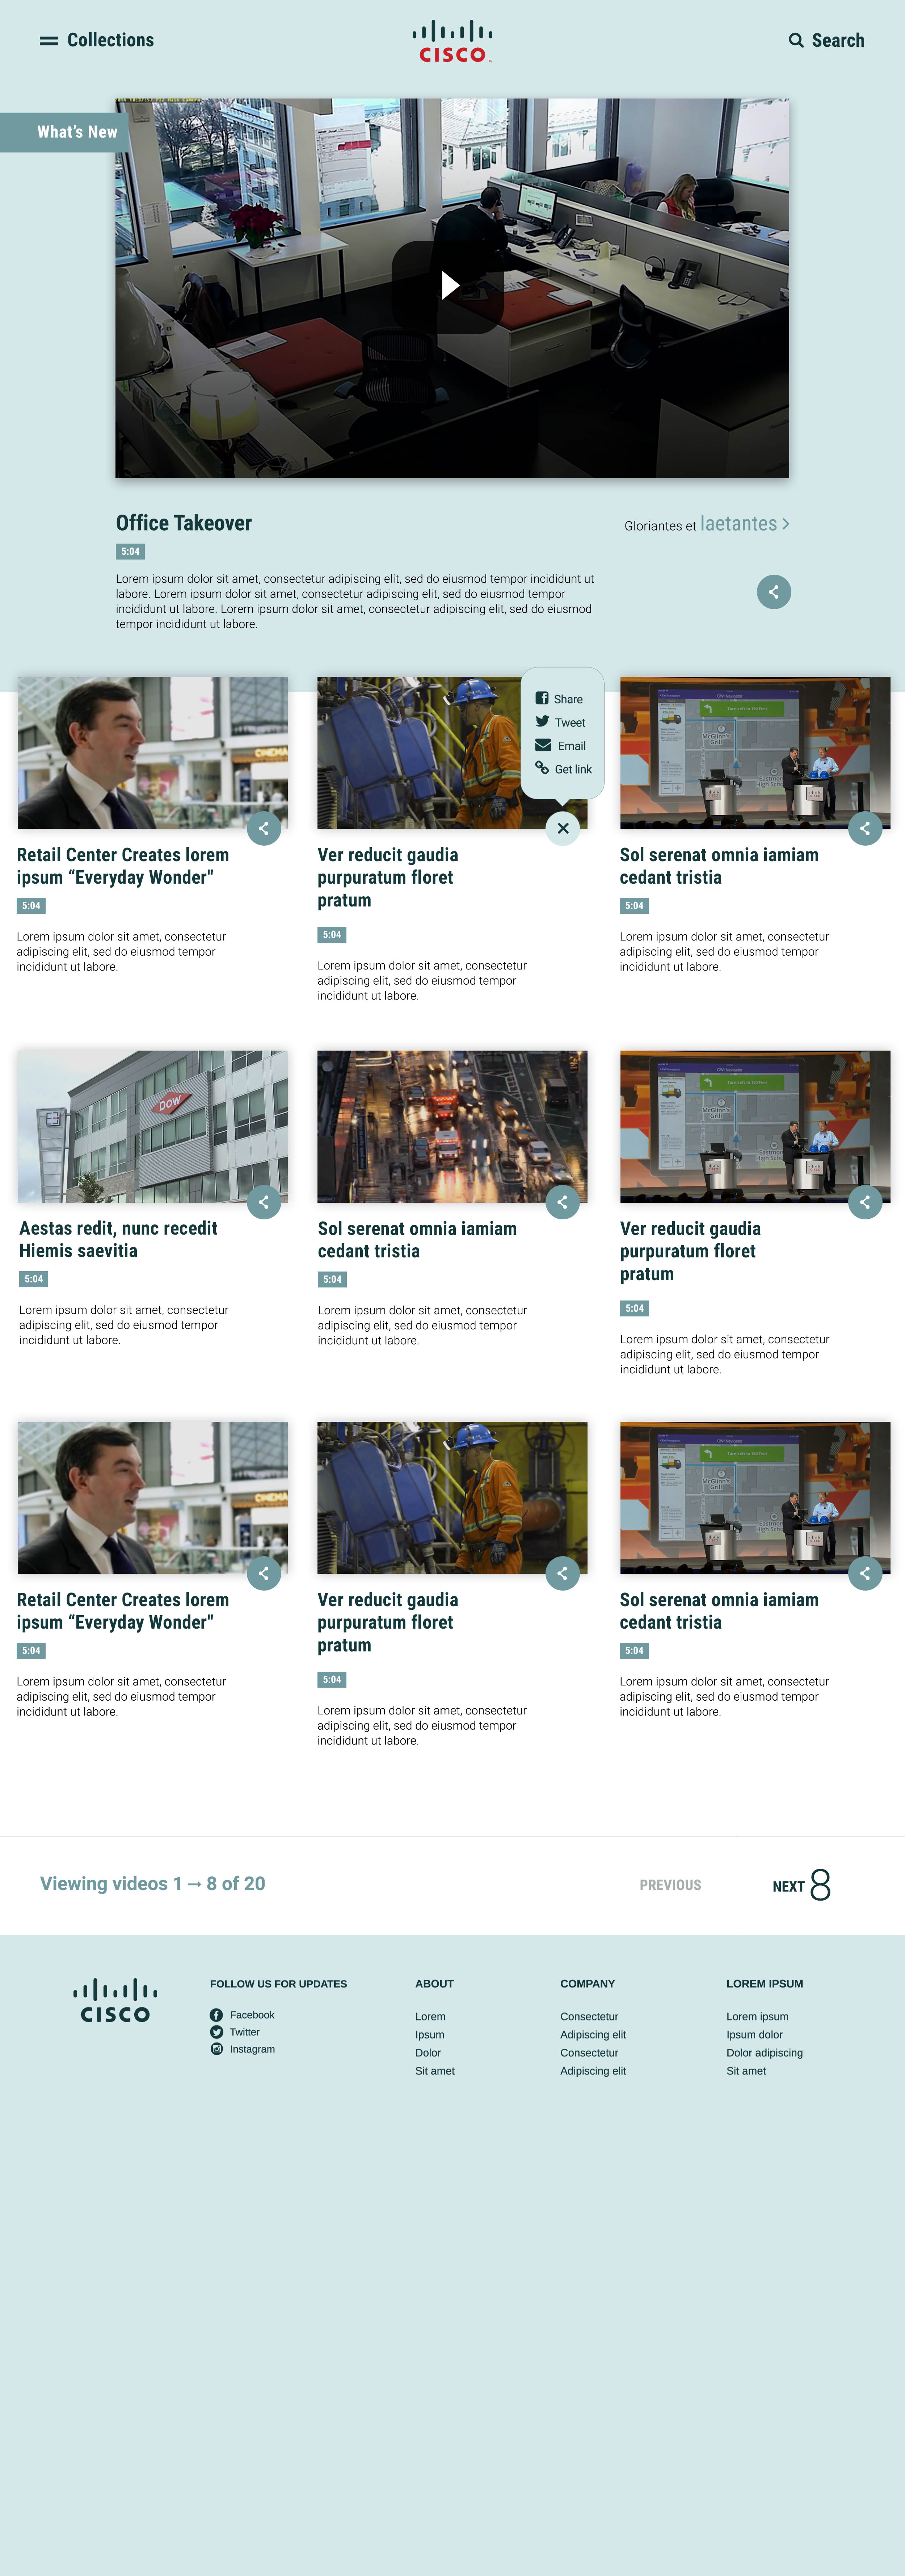 Collections
CISCO
Search
What's New
Office Takeover
Gloriantes et laetantes >
5:04
Lorem ipsum dolor sit amet, consectetur adipiscing elit, sed do eiusmod tempor incididunt ut
labore. Lorem ipsum dolor sit amet, consectetur adipiscing elit, sed do eiusmod tempor
incididunt ut labore. Lorem ipsum dolor sit amet, consectetur adipiscing elit, sed do eiusmod
tempor incididunt ut labore.
CINEMA
Share
Tweet
Email
Get link
McGlinn's
Grill
Retail Center Creates lorem
ipsum “Everyday Wonder"
5:04
Lorem ipsum dolor sit amet, consectetur
adipiscing elit, sed do eiusmod tempor
incididunt ut labore.
Ver reducit gaudia
purpuratum floret
pratum
5:04
Lorem ipsum dolor sit amet, consectetur
adipiscing elit, sed do eiusmod tempor
incididunt ut labore.
Sol serenat omnia iamiam
cedant tristia
5:04
Lorem ipsum dolor sit amet, consectetur
adipiscing elit, sed do eiusmod tempor
incididunt ut labore.
DOW
McGlinn's
Grill
Aestas redit, nunc recedit
Hiemis saevitia
5:04
Lorem ipsum dolor sit amet, consectetur
adipiscing elit, sed do eiusmod tempor
incididunt ut labore.
Sol serenat omnia iamiam
cedant tristia
5:04
Lorem ipsum dolor sit amet, consectetur
adipiscing elit, sed do eiusmod tempor
incididunt ut labore.
Ver reducit gaudia
purpuratum floret
pratum
5:04
Lorem ipsum dolor sit amet, consectetur
adipiscing elit, sed do eiusmod tempor
incididunt ut labore.
CINEMA
McGlinn's
Grill
Retail Center Creates lorem
ipsum “Everyday Wonder"
5:04
Lorem ipsum dolor sit amet, consectetur
adipiscing elit, sed do eiusmod tempor
incididunt ut labore.
Ver reducit gaudia
purpuratum floret
pratum
5:04
Lorem ipsum dolor sit amet, consectetur
adipiscing elit, sed do eiusmod tempor
incididunt ut labore.
Sol serenat omnia iamiam
cedant tristia
5:04
Lorem ipsum dolor sit amet, consectetur
adipiscing elit, sed do eiusmod tempor
incididunt ut labore.
Viewing videos 1 → 8 of 20
PREVIOUS
NEXT 8
CISCO
FOLLOW US FOR UPDATES
Facebook
Twitter
Instagram
ABOUT
Lorem
Ipsum
Dolor
Sit amet
COMPANY
Consectetur
Adipiscing elit
Consectetur
Adipiscing elit
LOREM IPSUM
Lorem ipsum
Ipsum dolor
Dolor adipiscing
Sit amet